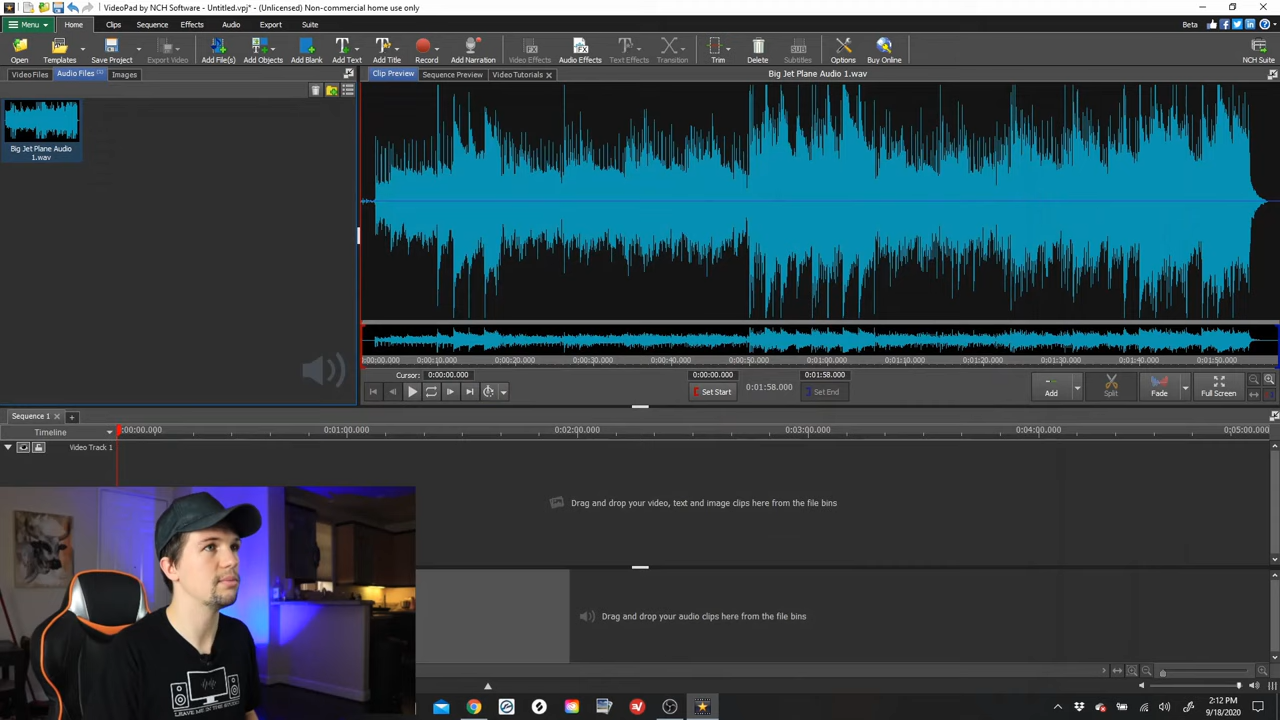 VideoPad by NCH Software - Untitled.vpj* - (Unlicensed) Non-commercial home use only
Menu Home Clips Sequence Effects Audio Export Suite Beta
Open Templates Save Project Export Video Add File(s) Add Objects Add Blank Add Text Add Title Record Add Narration Video Effects Audio Effects Text Effects Transition Trim Delete Subtitles Options Buy Online NCH Suite
Video Files Audio Files (1) Images
Clip Preview Sequence Preview Video Tutorials Big Jet Plane Audio 1.wav
Big Jet Plane Audio
1.wav
0:00:00.000 0:00:10.000 0:00:20.000 0:00:30.000 0:00:40.000 0:00:50.000 0:01:00.000 0:01:10.000 0:01:20.000 0:01:30.000 0:01:40.000 0:01:50.000
Cursor: 0:00:00.000 0:00:00.000 0:01:58.000
Set Start 0:01:58.000 Set End
Add Split Fade Full Screen
Sequence 1
Timeline 0:00:00.000 0:01:00.000 0:02:00.000 0:03:00.000 0:04:00.000 0:05:00.000
Video Track 1
Drag and drop your video, text and image clips here from the file bins
Drag and drop your audio clips here from the file bins
LEAVE ME IN THE STUDIO
2:12 PM
9/18/2020